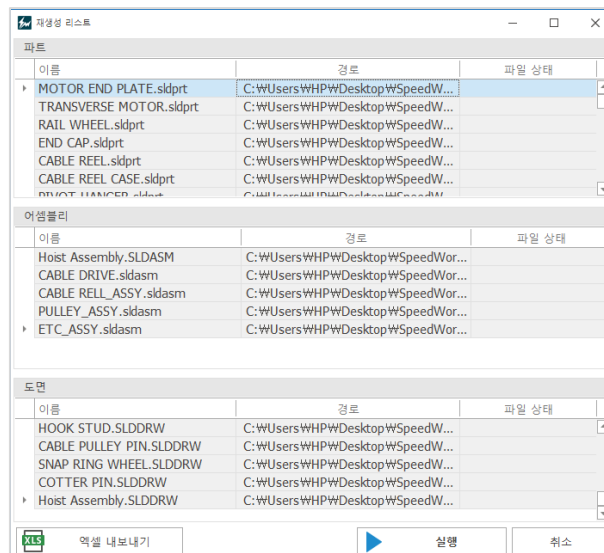 재생성 리스트
파트
이름 경로 파일 상태
MOTOR END PLATE.sldprt C:₩Users₩HP₩Desktop₩SpeedW...
TRANSVERSE MOTOR.sldprt C:₩Users₩HP₩Desktop₩SpeedW...
RAIL WHEEL.sldprt C:₩Users₩HP₩Desktop₩SpeedW...
END CAP.sldprt C:₩Users₩HP₩Desktop₩SpeedW...
CABLE REEL.sldprt C:₩Users₩HP₩Desktop₩SpeedW...
CABLE REEL CASE.sldprt C:₩Users₩HP₩Desktop₩SpeedW...
PIVOT HANGER.sldprt C:₩Users₩HP₩Desktop₩SpeedW...
어셈블리
이름 경로 파일 상태
Hoist Assembly.SLDASM C:₩Users₩HP₩Desktop₩SpeedWor...
CABLE DRIVE.sldasm C:₩Users₩HP₩Desktop₩SpeedWor...
CABLE RELL_ASSY.sldasm C:₩Users₩HP₩Desktop₩SpeedWor...
PULLEY_ASSY.sldasm C:₩Users₩HP₩Desktop₩SpeedWor...
ETC_ASSY.sldasm C:₩Users₩HP₩Desktop₩SpeedWor...
도면
이름 경로 파일 상태
HOOK STUD.SLDDRW C:₩Users₩HP₩Desktop₩SpeedW...
CABLE PULLEY PIN.SLDDRW C:₩Users₩HP₩Desktop₩SpeedW...
SNAP RING WHEEL.SLDDRW C:₩Users₩HP₩Desktop₩SpeedW...
COTTER PIN.SLDDRW C:₩Users₩HP₩Desktop₩SpeedW...
Hoist Assembly.SLDDRW C:₩Users₩HP₩Desktop₩SpeedW...
XLS 엑셀 내보내기 실행 취소